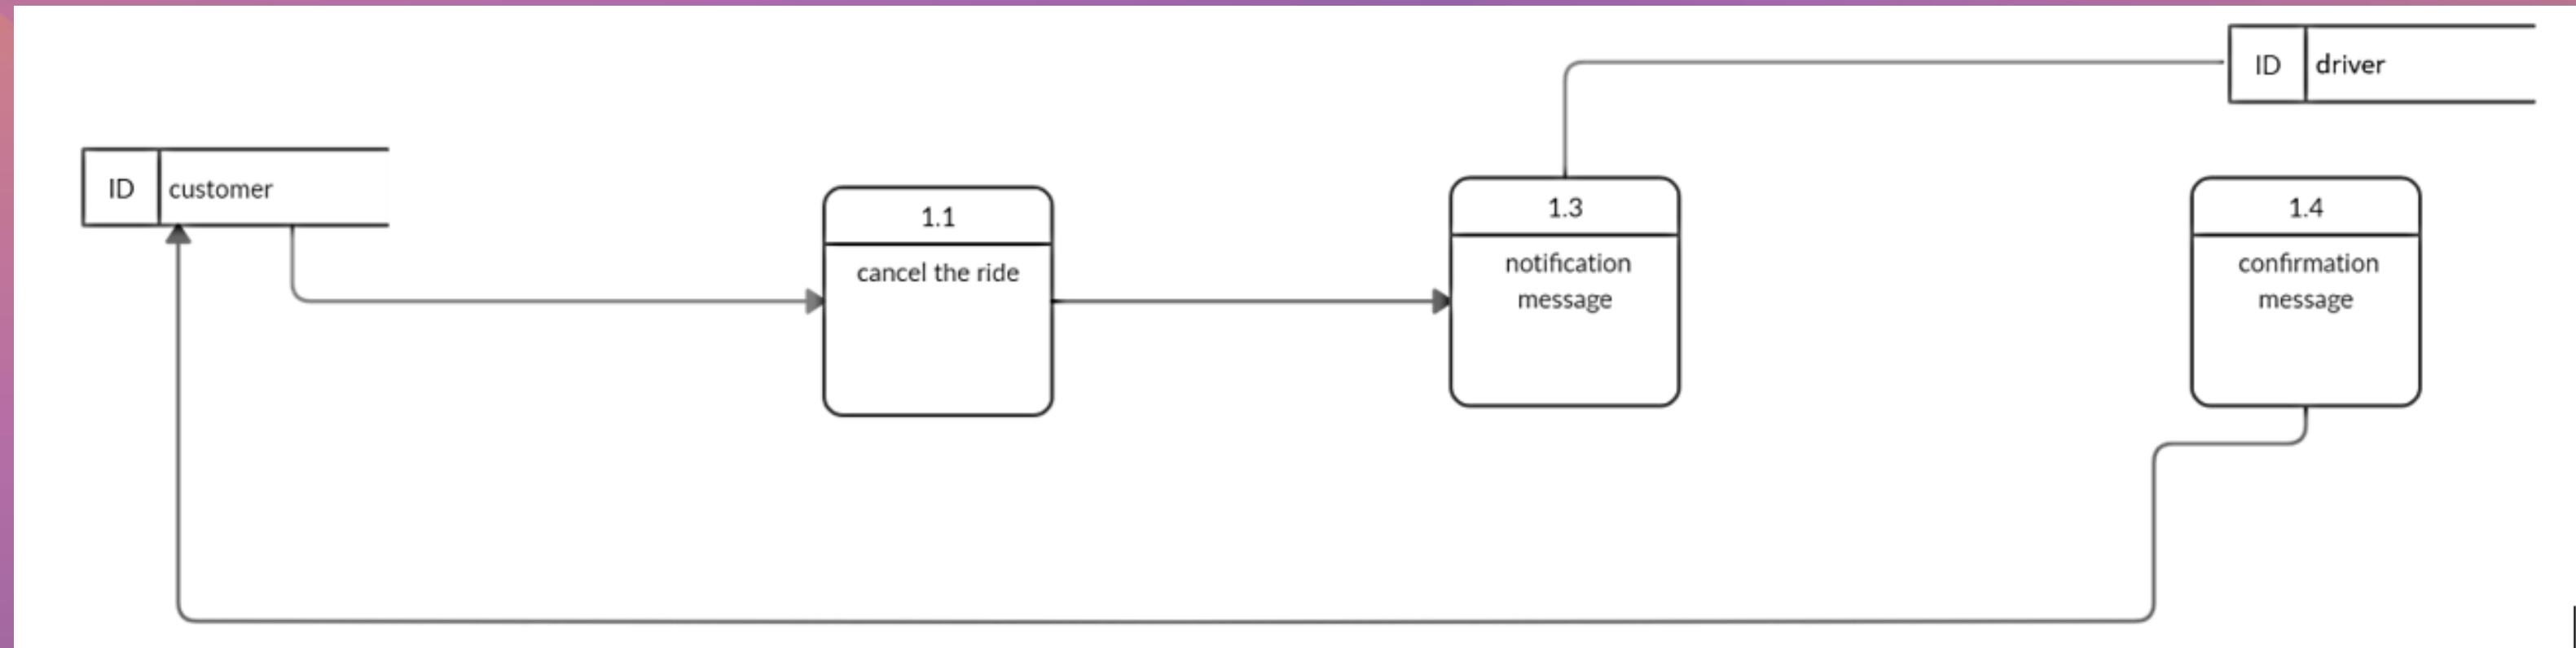 ID driver
ID customer
1.1
cancel the ride
1.3
notification
message
1.4
confirmation
message